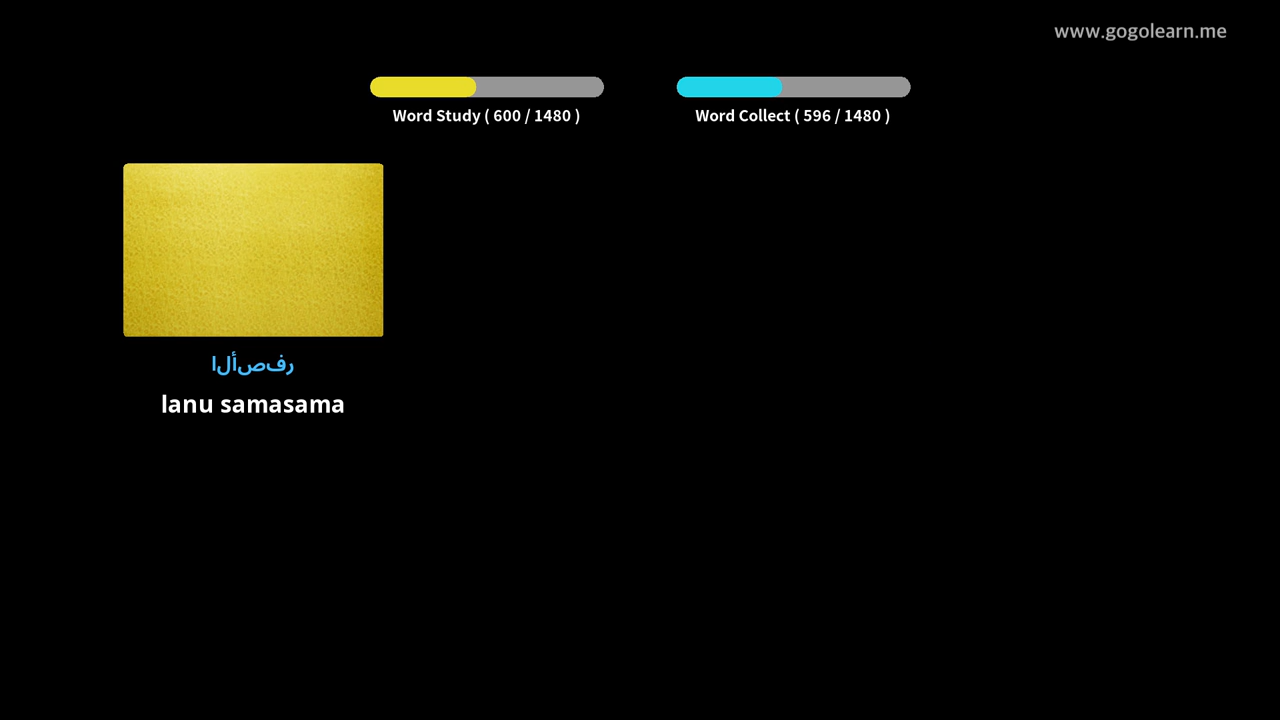 www.gogolearn.me
Word Study ( 600 / 1480 )
Word Collect ( 596 / 1480 )
رفصألا
lanu samasama